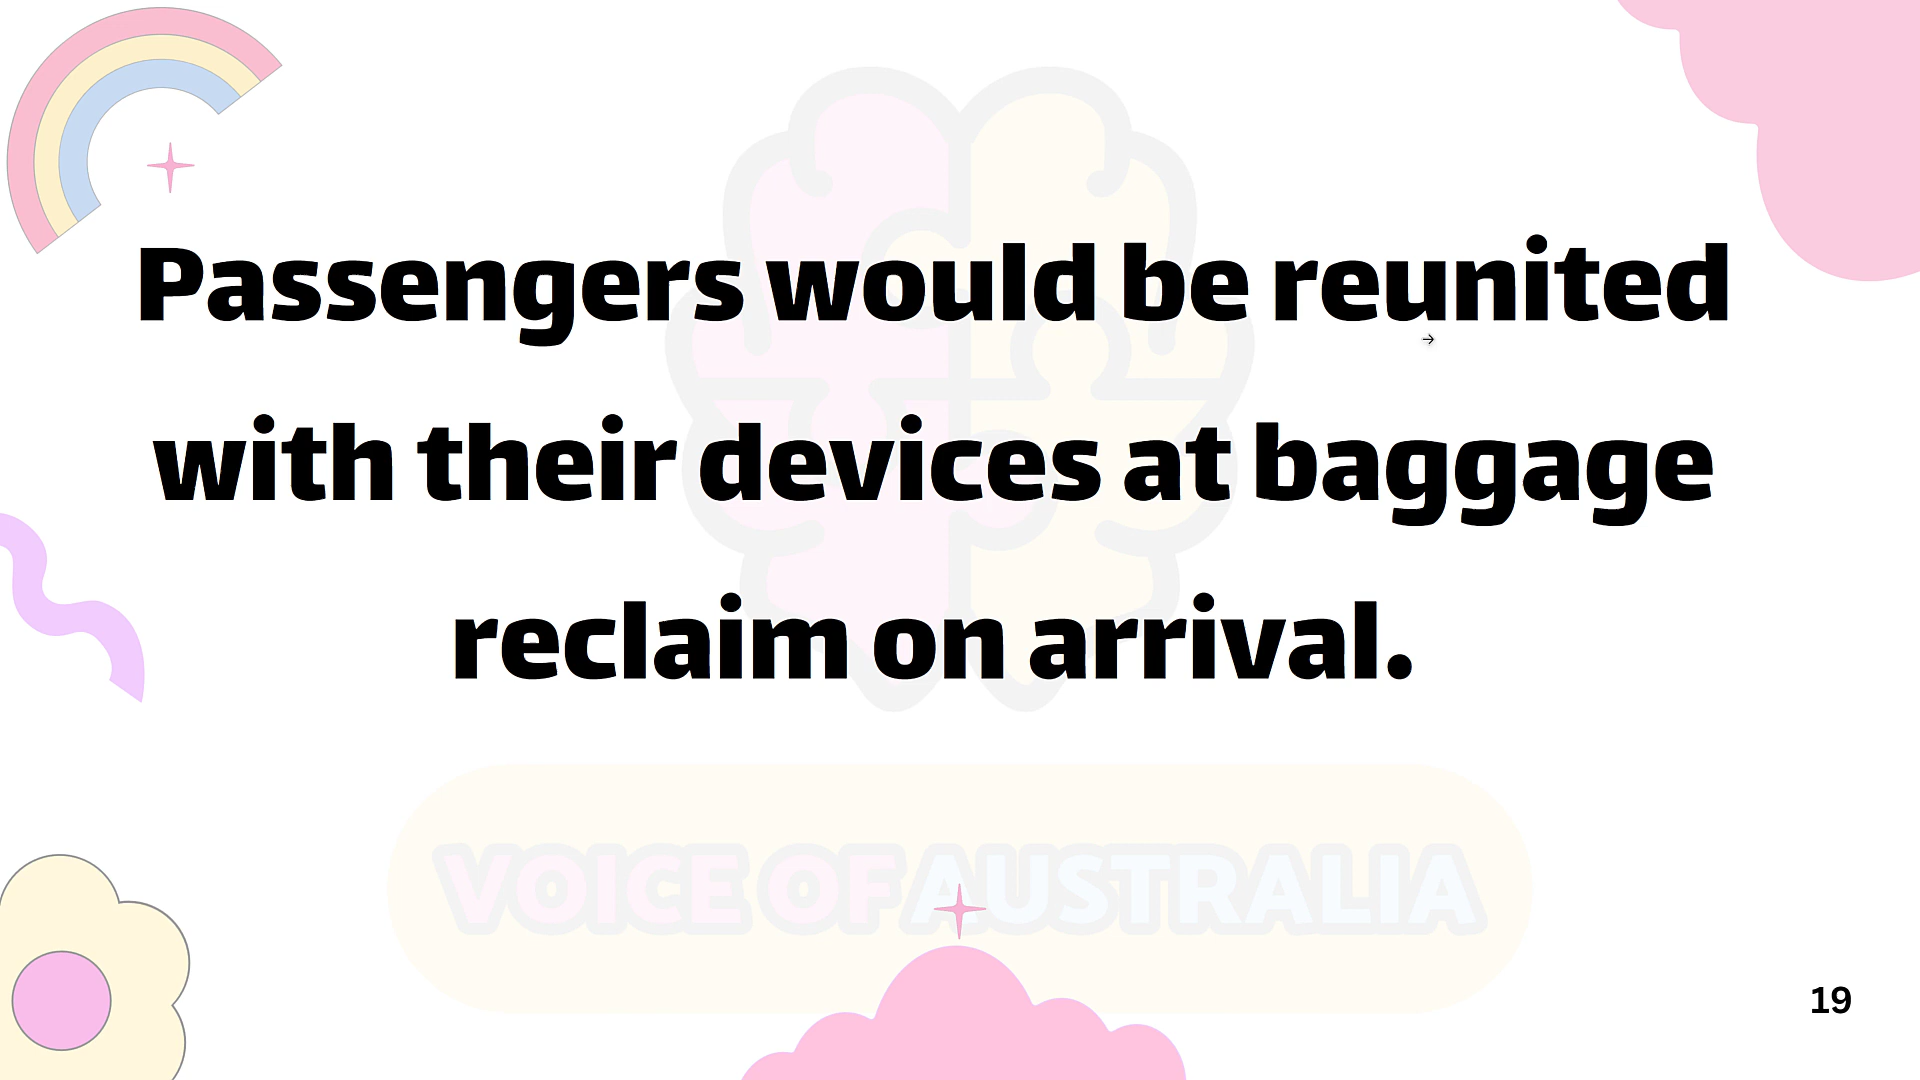 Passengers would be reunited
with their devices at baggage
reclaim on arrival.
VOICE OF AUSTRALIA
19